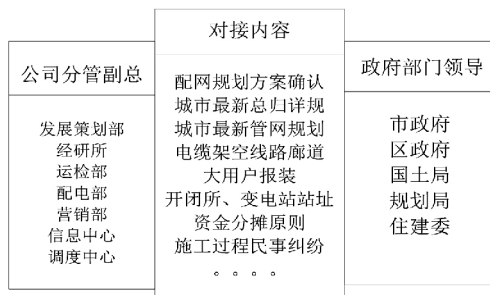 公司分管副总
发展策划部
经研所
运检部
配电部
营销部
信息中心
调度中心
对接内容
配网规划方案确认
城市最新总归详规
城市最新管网规划
电缆架空线路廊道
大用户报装
开闭所、变电站站址
资金分摊原则
施工过程民事纠纷
。。。。
政府部门领导
市政府
区政府
国土局
规划局
住建委